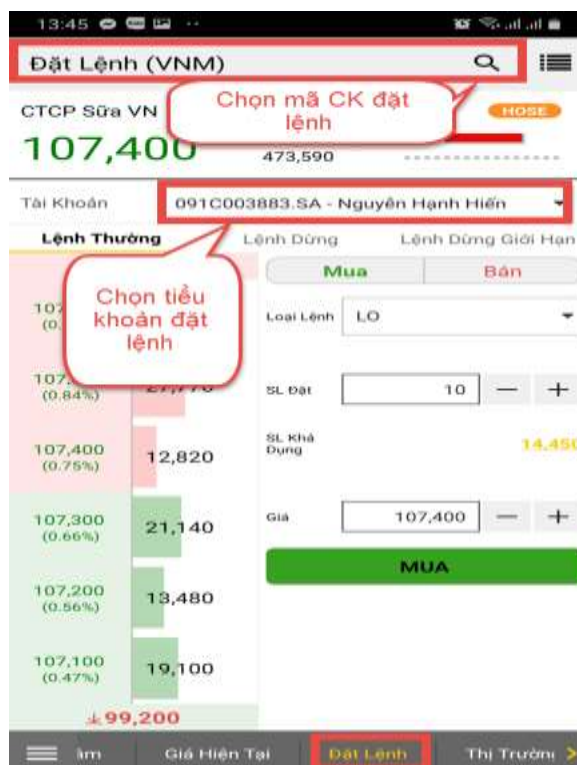 13:45
Đặt Lệnh (VNM)
CTCP Sữa VN
Chọn mã CK đặt
lệnh
HOSE
107,400
473,590
Tài Khoản
091C003883.SA - Nguyễn Hạnh Hiến
Lệnh Thường
Lệnh Dừng
Lệnh Dừng Giới Hạn
Chọn tiểu
khoản đặt
lệnh
Mua
Bán
Loại Lệnh
LO
(0.84%)
SL Đặt
10
107,400
(0.75%)
12,820
SL Khả
Dụng
14,450
107,300
(0.66%)
21,140
Giá
107,400
MUA
107,200
(0.56%)
13,480
107,100
(0.47%)
19,100
99,200
Giá Hiện Tại
Đặt Lệnh
Thị Trường